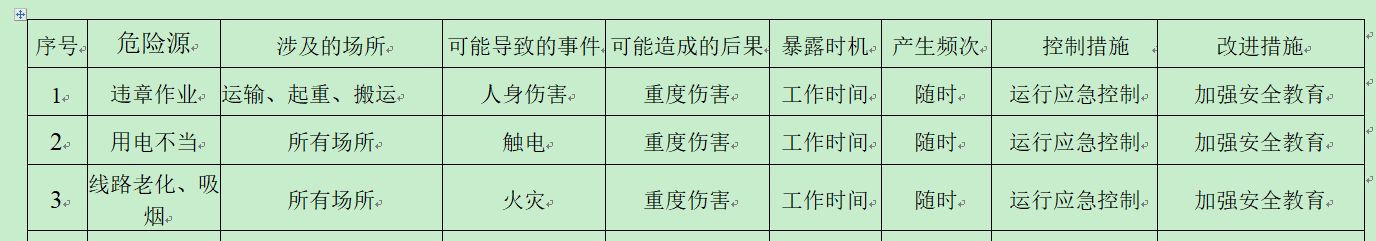 序号 危险源 涉及的场所 可能导致的事件 可能造成的后果 暴露时机 产生频次 控制措施 改进措施
1 违章作业 运输、起重、搬运 人身伤害 重度伤害 工作时间 随时 运行应急控制 加强安全教育
2 用电不当 所有场所 触电 重度伤害 工作时间 随时 运行应急控制 加强安全教育
3 线路老化、吸烟 所有场所 火灾 重度伤害 工作时间 随时 运行应急控制 加强安全教育